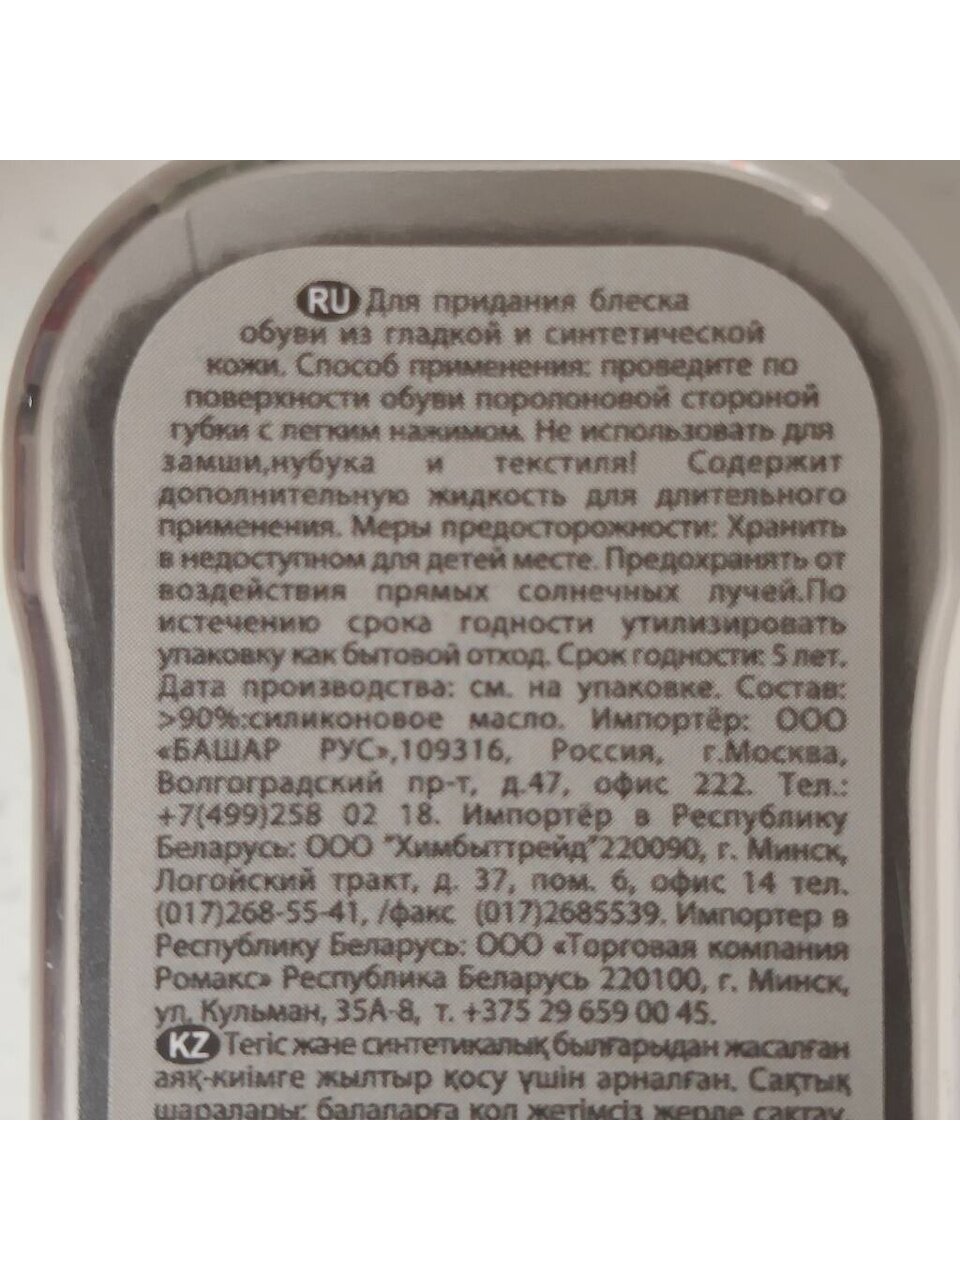 RU Для придания блеска
обуви из гладкой и синтетической
кожи. Способ применения: проведите по
поверхности обуви поролоновой стороной
губки с легким нажимом. Не использовать для
замши,нубука и текстиля! Содержит
дополнительную жидкость для длительного
применения. Меры предосторожности: Хранить
в недоступном для детей месте. Предохранять от
воздействия прямых солнечных лучей.По
истечению срока годности утилизировать
упаковку как бытовой отход. Срок годности: 5 лет.
Дата производства: см. на упаковке. Состав:
>90%:силиконовое масло. Импортёр: ООО
«БАШАР РУС»,109316, Россия, г.Москва,
Волгоградский пр-т, д.47, офис 222. Тел.:
+7(499)258 02 18. Импортёр в Республику
Беларусь: ООО "Химбыттрейд"220090, г. Минск,
Логойский тракт, д. 37, пом. 6, офис 14 тел.
(017)268-55-41, /факс (017)2685539. Импортер в
Республику Беларусь: ООО «Торговая компания
Ромакс» Республика Беларусь 220100, г. Минск,
ул. Кульман, 35А-8, т. +375 29 659 00 45.
KZ Тегіс және синтетикалық былғарыдан жасалған
аяқ-киімге жылтыр қосу үшін арналған. Сақтық
шаралары: балаларға қол жетімсіз жерде сақтау.